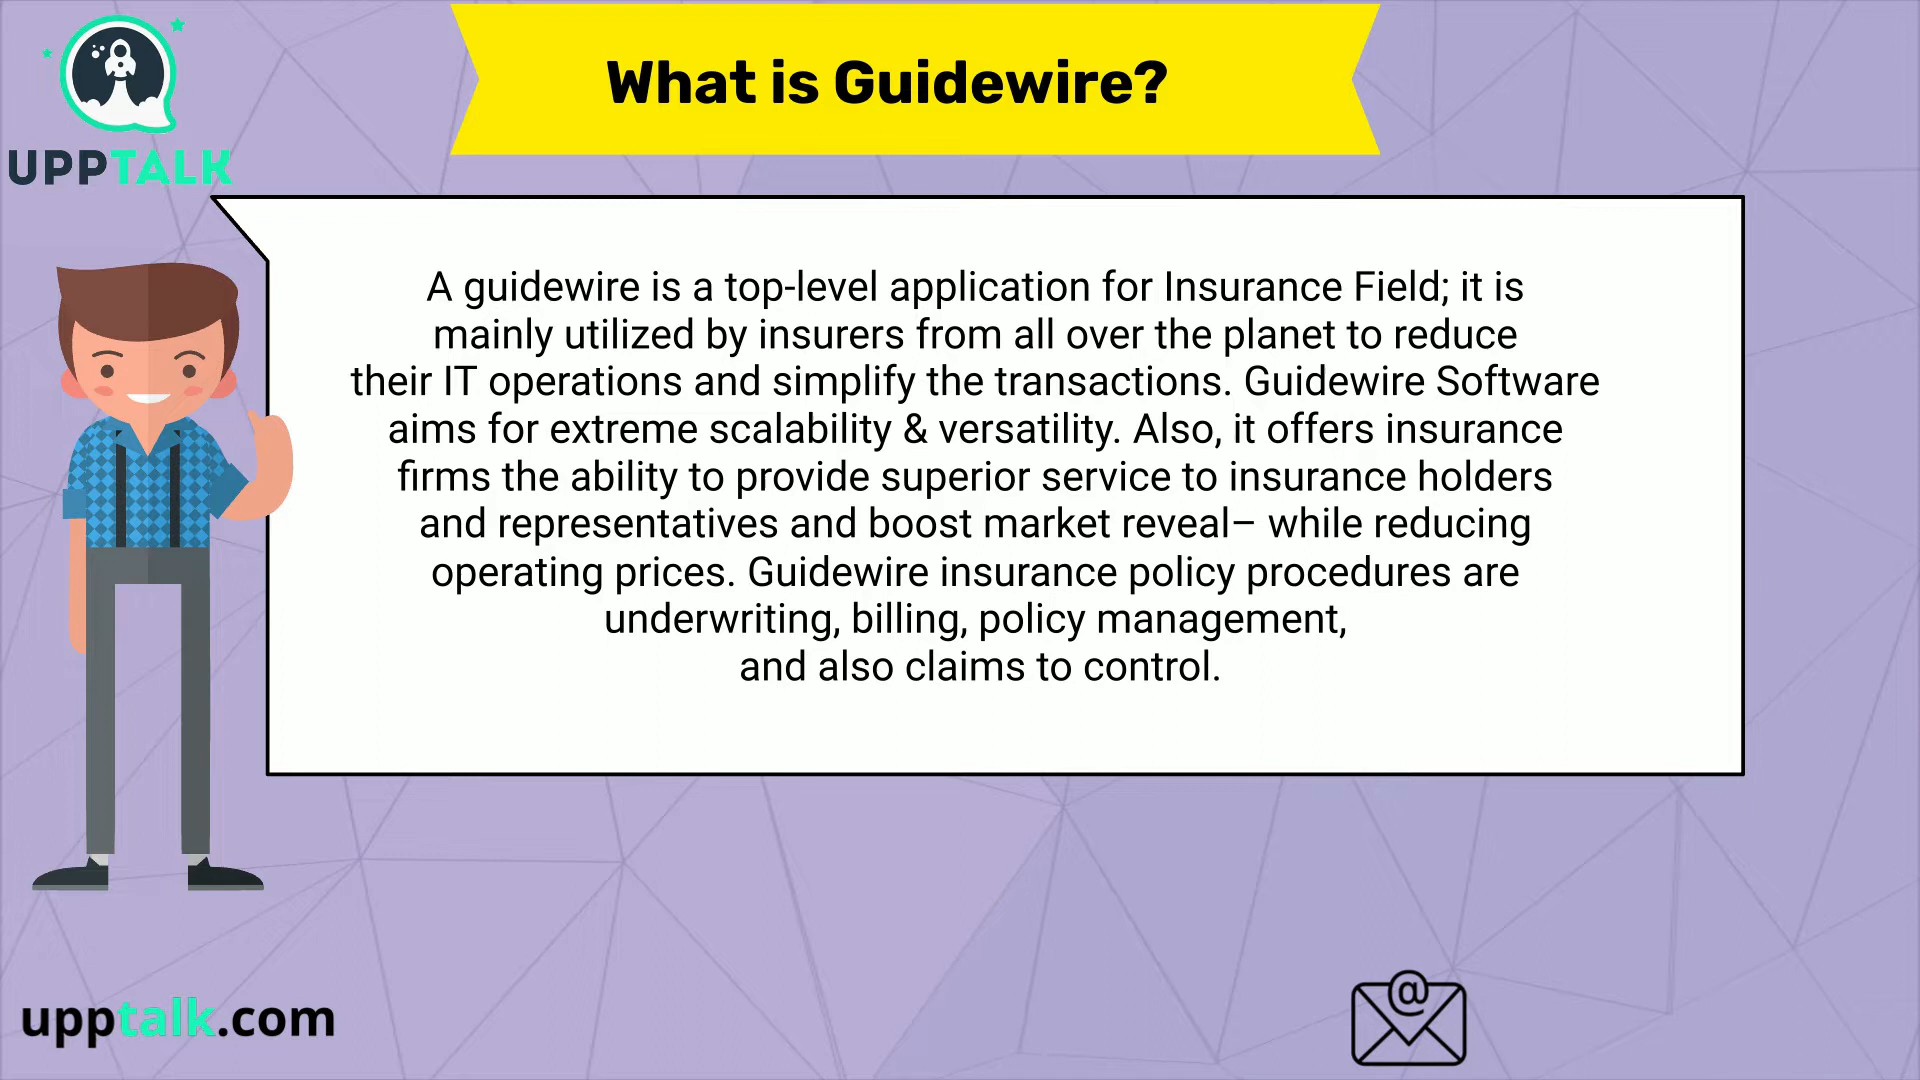 What is Guidewire?
UPPTALK
A guidewire is a top-level application for Insurance Field; it is
mainly utilized by insurers from all over the planet to reduce
their IT operations and simplify the transactions. Guidewire Software
aims for extreme scalability & versatility. Also, it offers insurance
firms the ability to provide superior service to insurance holders
and representatives and boost market reveal– while reducing
operating prices. Guidewire insurance policy procedures are
underwriting, billing, policy management,
and also claims to control.
upptalk.com
@